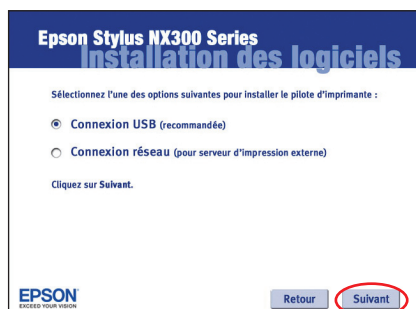 Epson Stylus NX300 Series
Installation des logiciels
Sélectionnez l'une des options suivantes pour installer le pilote d'imprimante :
Connexion USB (recommandée)
Connexion réseau (pour serveur d'impression externe)
Cliquez sur Suivant.
EPSON
EXCEED YOUR VISION
Retour
Suivant